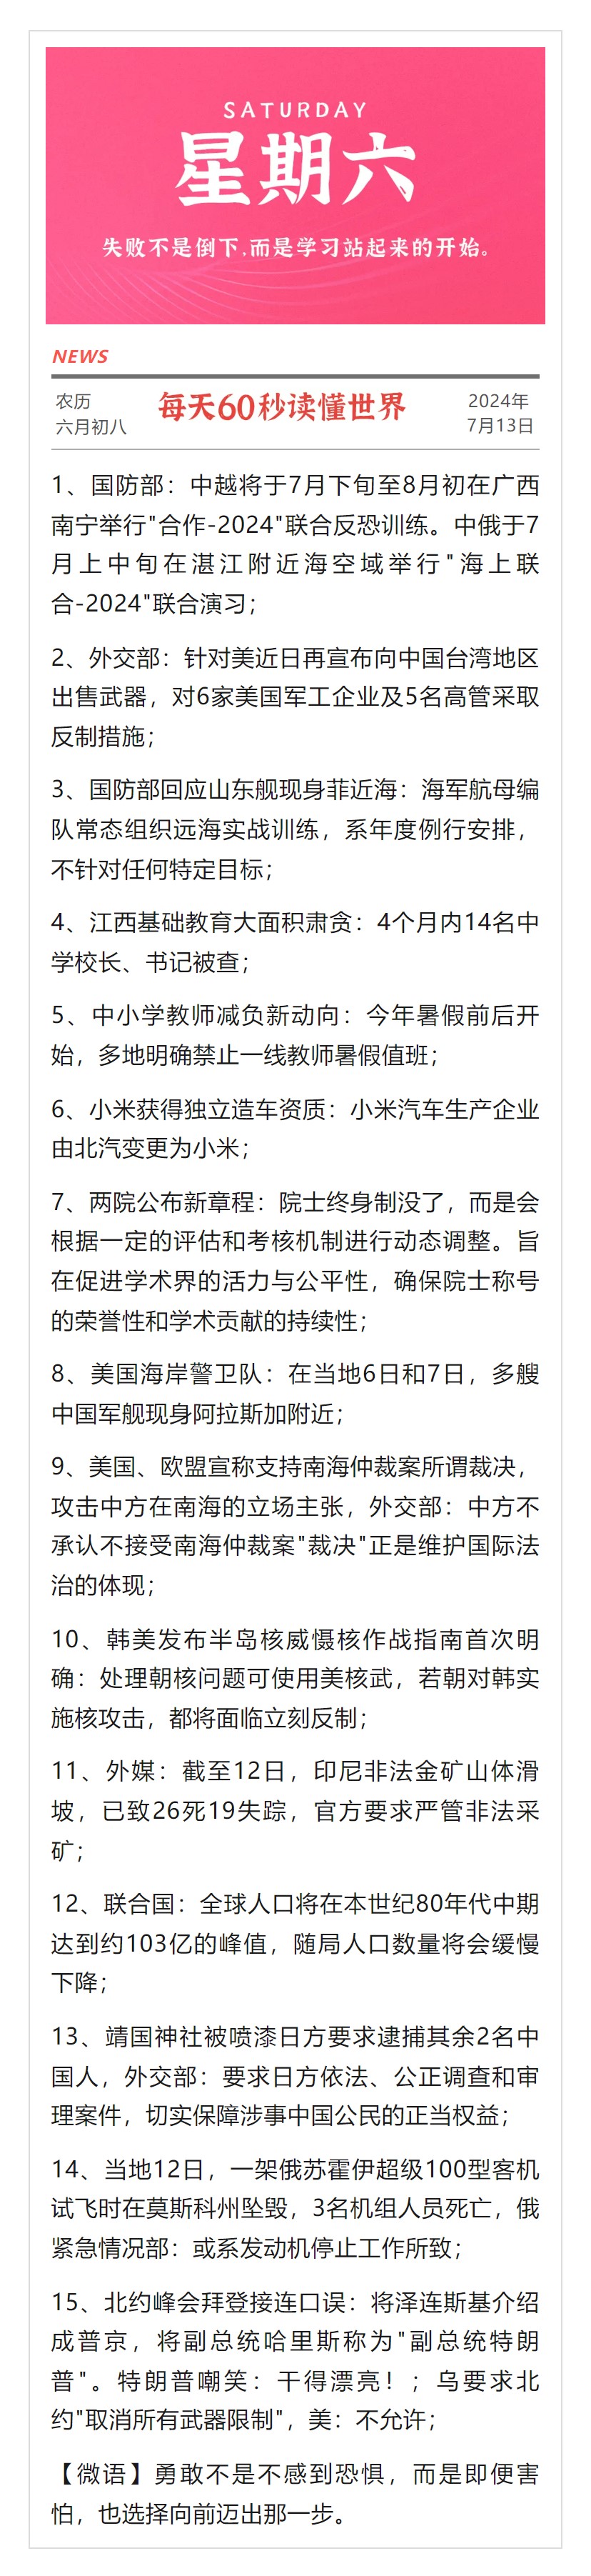 SATURDAY
星期六
失败不是倒下,而是学习站起来的开始。
NEWS
农历
六月初八
每天60秒读懂世界
2024年
7月13日
1、国防部：中越将于7月下旬至8月初在广西
南宁举行"合作-2024"联合反恐训练。中俄于7
月上中旬在湛江附近海空域举行"海上联
合-2024"联合演习；
2、外交部：针对美近日再宣布向中国台湾地区
出售武器，对6家美国军工企业及5名高管采取
反制措施；
3、国防部回应山东舰现身菲近海：海军航母编
队常态组织远海实战训练，系年度例行安排，
不针对任何特定目标；
4、江西基础教育大面积肃贪：4个月内14名中
学校长、书记被查；
5、中小学教师减负新动向：今年暑假前后开
始，多地明确禁止一线教师暑假值班；
6、小米获得独立造车资质：小米汽车生产企业
由北汽变更为小米；
7、两院公布新章程：院士终身制没了，而是会
根据一定的评估和考核机制进行动态调整。旨
在促进学术界的活力与公平性，确保院士称号
的荣誉性和学术贡献的持续性；
8、美国海岸警卫队：在当地6日和7日，多艘
中国军舰现身阿拉斯加附近；
9、美国、欧盟宣称支持南海仲裁案所谓裁决，
攻击中方在南海的立场主张，外交部：中方不
承认不接受南海仲裁案"裁决"正是维护国际法
治的体现；
10、韩美发布半岛核威慑核作战指南首次明
确：处理朝核问题可使用美核武，若朝对韩实
施核攻击，都将面临立刻反制；
11、外媒：截至12日，印尼非法金矿山体滑
坡，已致26死19失踪，官方要求严管非法采
矿；
12、联合国：全球人口将在本世纪80年代中期
达到约103亿的峰值，随局人口数量将会缓慢
下降；
13、靖国神社被喷漆日方要求逮捕其余2名中
国人，外交部：要求日方依法、公正调查和审
理案件，切实保障涉事中国公民的正当权益；
14、当地12日，一架俄苏霍伊超级100型客机
试飞时在莫斯科州坠毁，3名机组人员死亡，俄
紧急情况部：或系发动机停止工作所致；
15、北约峰会拜登接连口误：将泽连斯基介绍
成普京，将副总统哈里斯称为"副总统特朗
普"。特朗普嘲笑：干得漂亮！；乌要求北
约"取消所有武器限制"，美：不允许；
【微语】勇敢不是不感到恐惧，而是即便害
怕，也选择向前迈出那一步。